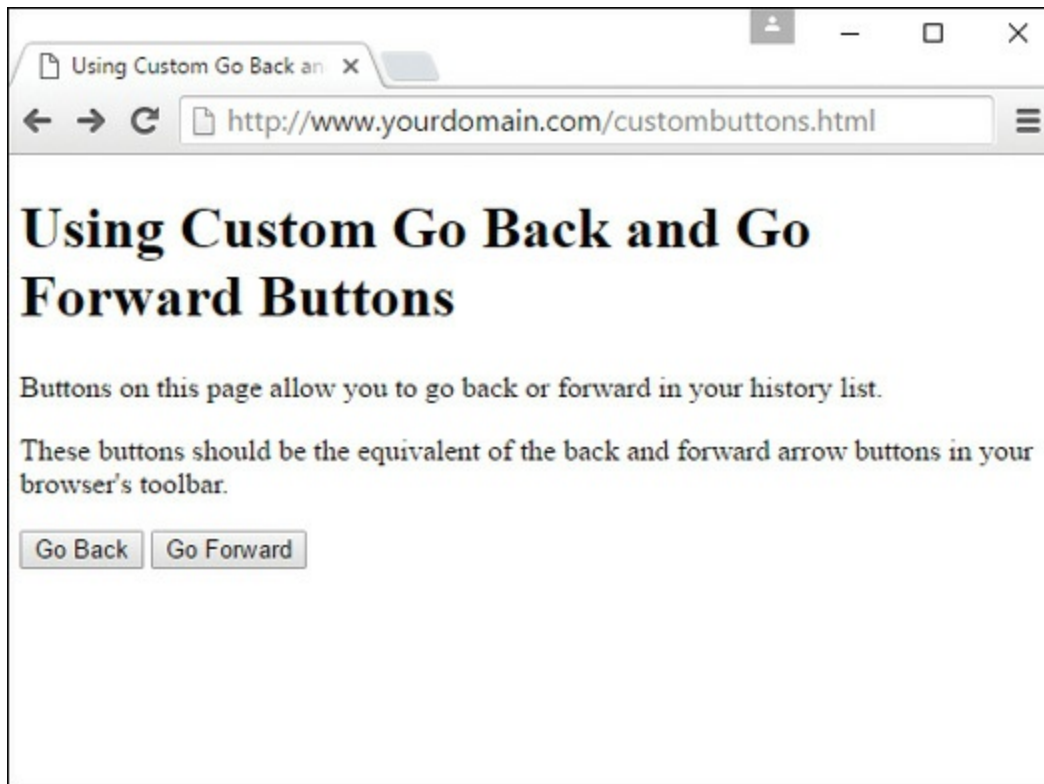 Using Custom Go Back an
http://www.yourdomain.com/custombuttons.html
Using Custom Go Back and Go
Forward Buttons
Buttons on this page allow you to go back or forward in your history list.
These buttons should be the equivalent of the back and forward arrow buttons in your
browser's toolbar.
Go Back Go Forward